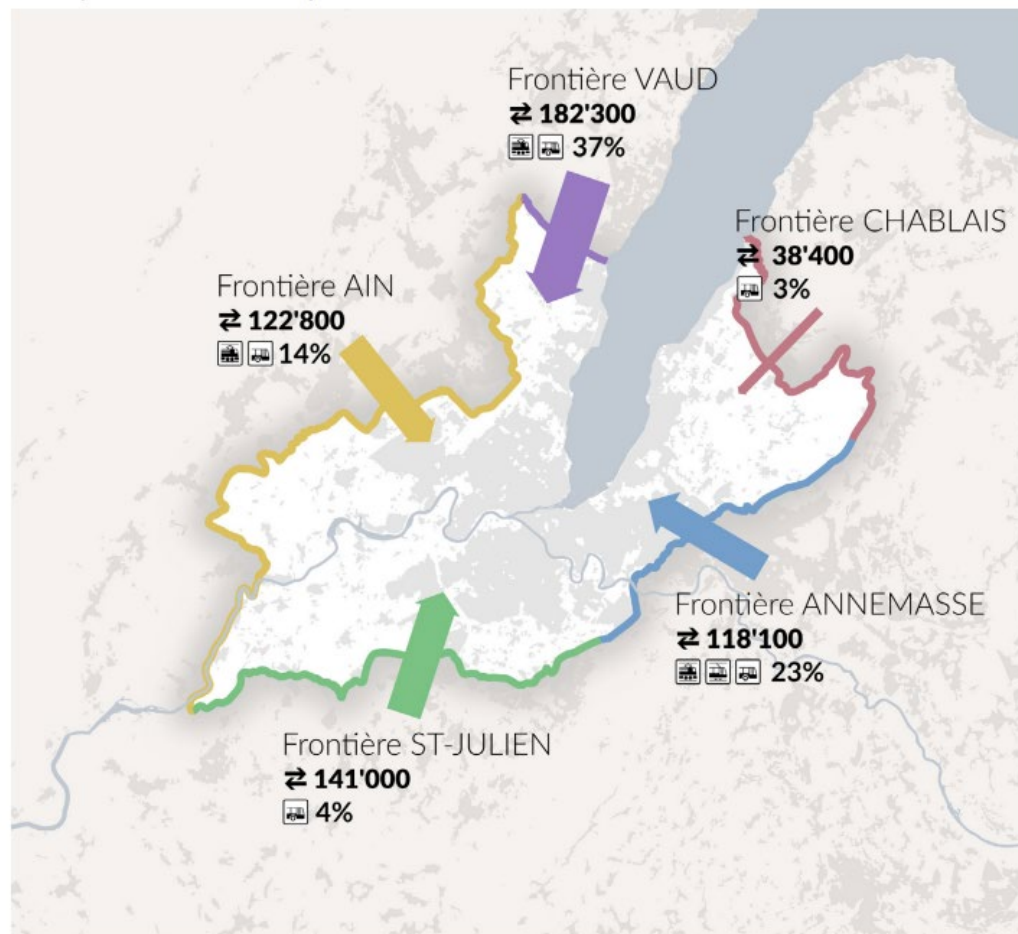 Frontière VAUD
⇄ 182'300
37%
Frontière CHABLAIS
⇄ 38'400
3%
Frontière AIN
⇄ 122'800
14%
Frontière ANNEMASSE
⇄ 118'100
23%
Frontière ST-JULIEN
⇄ 141'000
4%